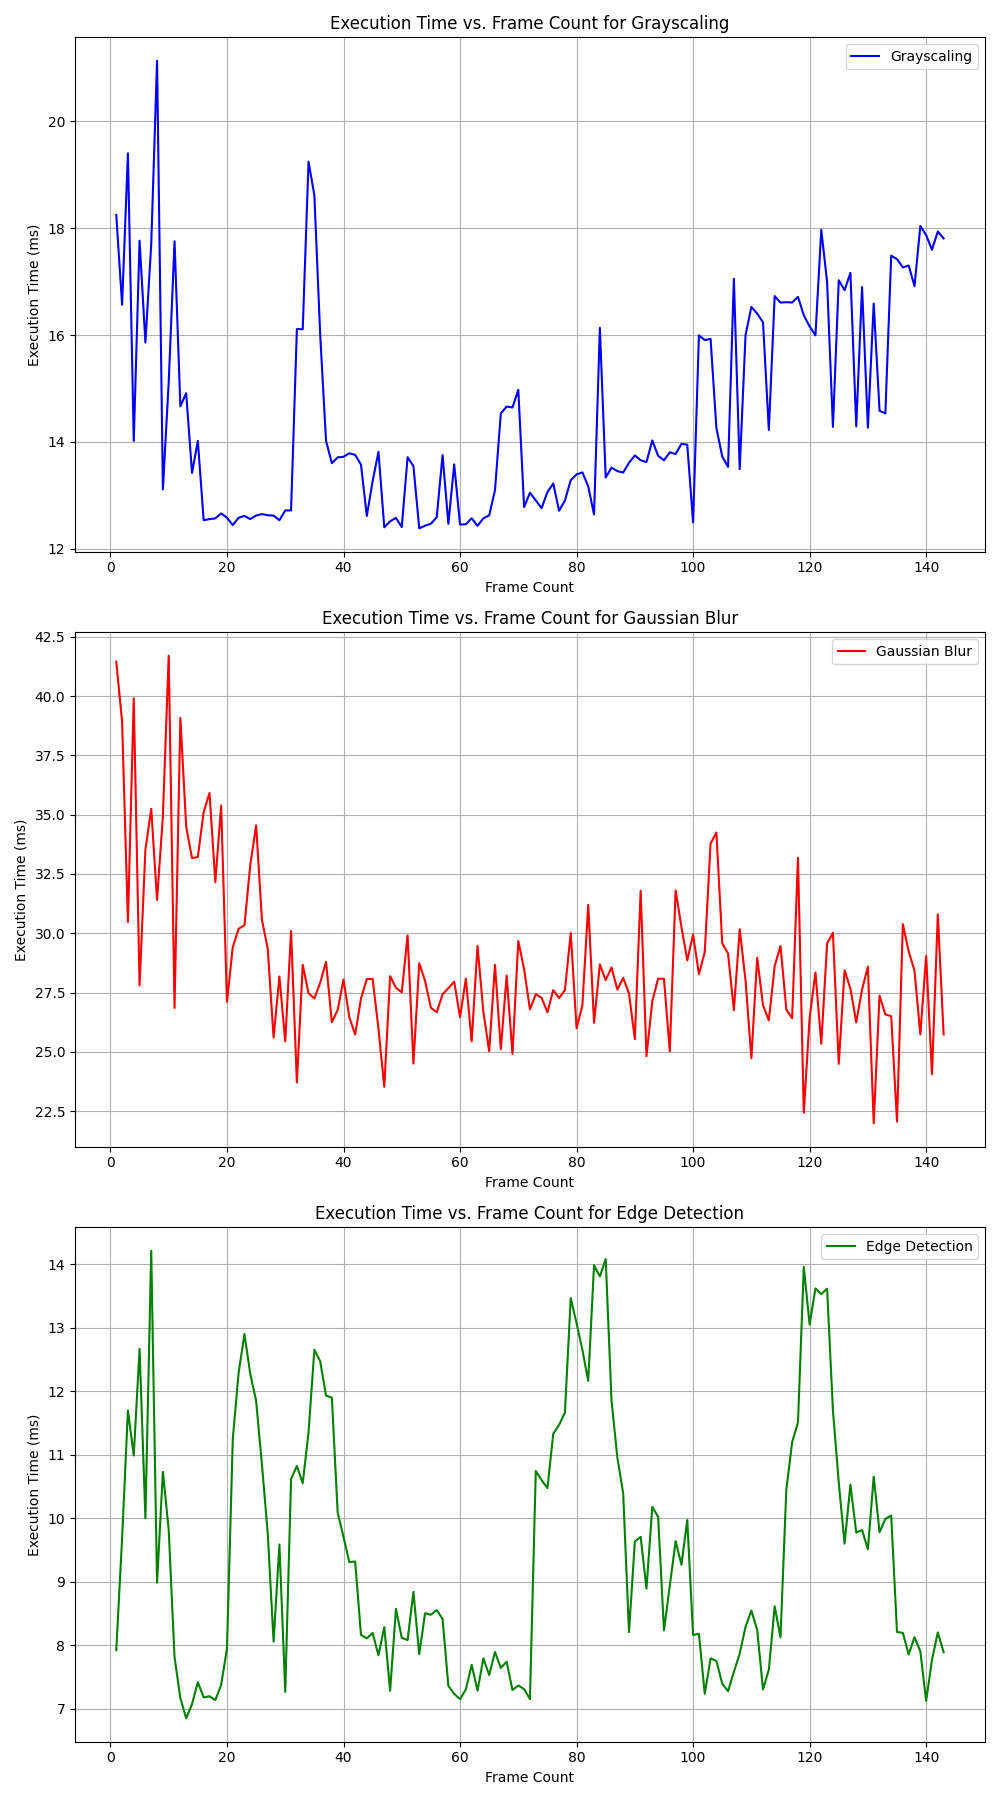 Execution Time vs. Frame Count for Grayscaling
Grayscaling
Execution Time (ms)
20
18
16
14
12
0 20 40 60 80 100 120 140
Frame Count
Execution Time vs. Frame Count for Gaussian Blur
Gaussian Blur
Execution Time (ms)
42.5
40.0
37.5
35.0
32.5
30.0
27.5
25.0
22.5
0 20 40 60 80 100 120 140
Frame Count
Execution Time vs. Frame Count for Edge Detection
Edge Detection
Execution Time (ms)
14
13
12
11
10
9
8
7
0 20 40 60 80 100 120 140
Frame Count